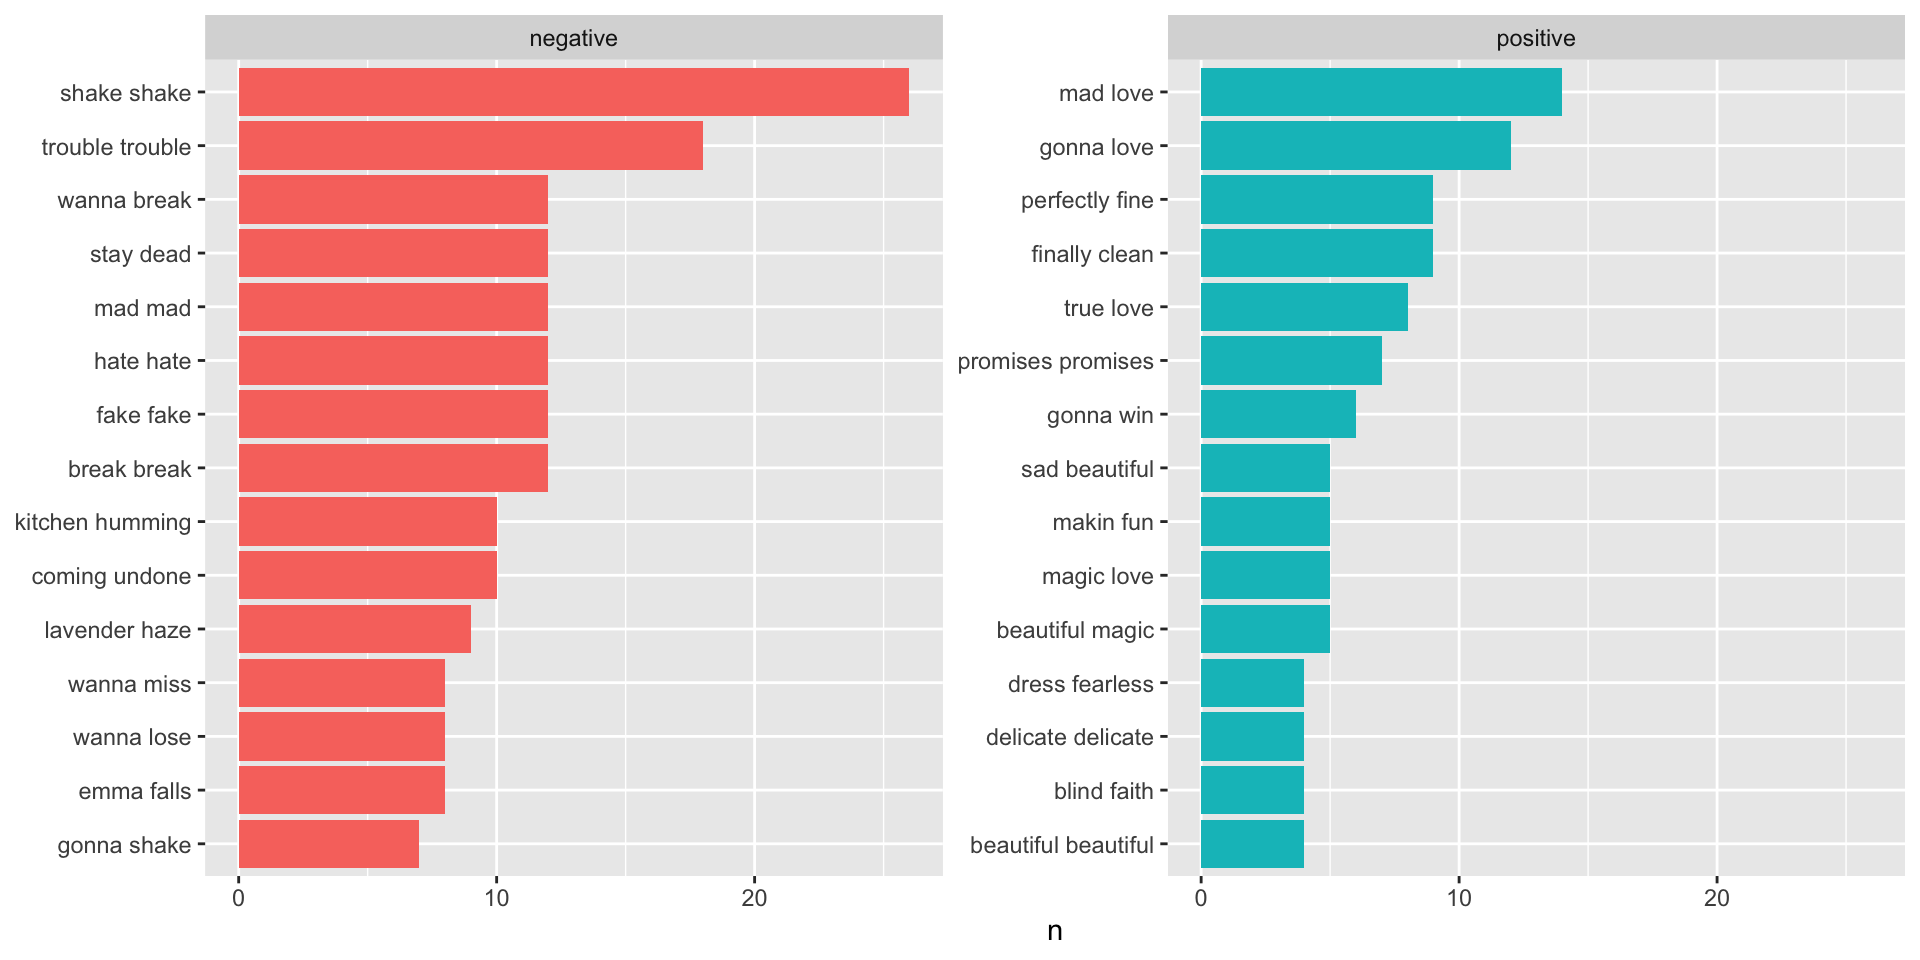 negative
shake shake
trouble trouble
wanna break
stay dead
mad mad
hate hate
fake fake
break break
kitchen humming
coming undone
lavender haze
wanna miss
wanna lose
emma falls
gonna shake
0 10 20
positive
mad love
gonna love
perfectly fine
finally clean
true love
promises promises
gonna win
sad beautiful
makin fun
magic love
beautiful magic
dress fearless
delicate delicate
blind faith
beautiful beautiful
0 10 20
n